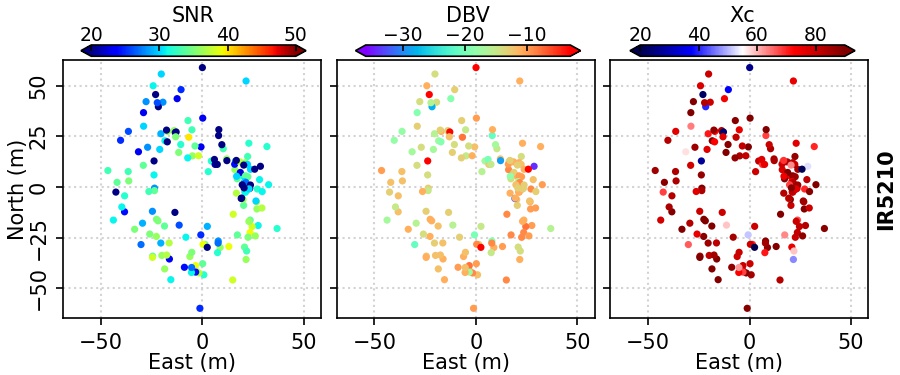 SNR DBV Xc
20 30 40 50 −30 −20 −10 20 40 60 80
50
25
0
−25
−50
North (m)
−50 0 50 −50 0 50 −50 0 50
East (m) East (m) East (m)
IR5210